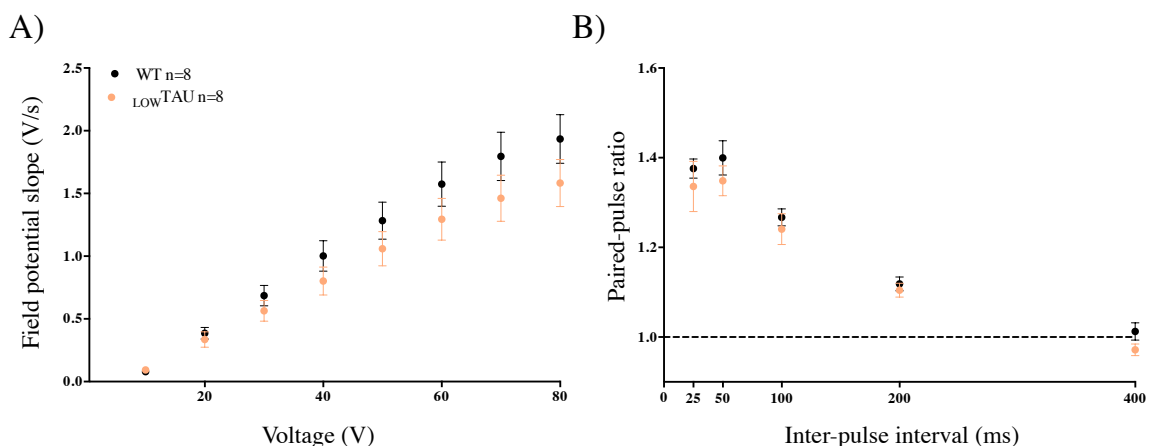 A)
Field potential slope (V/s)
2.5
2.0
1.5
1.0
0.5
0.0
WT n=8
LOWTAU n=8
20
40
60
80
Voltage (V)
B)
Paired-pulse ratio
1.6
1.4
1.2
1.0
0
25
50
100
200
400
Inter-pulse interval (ms)